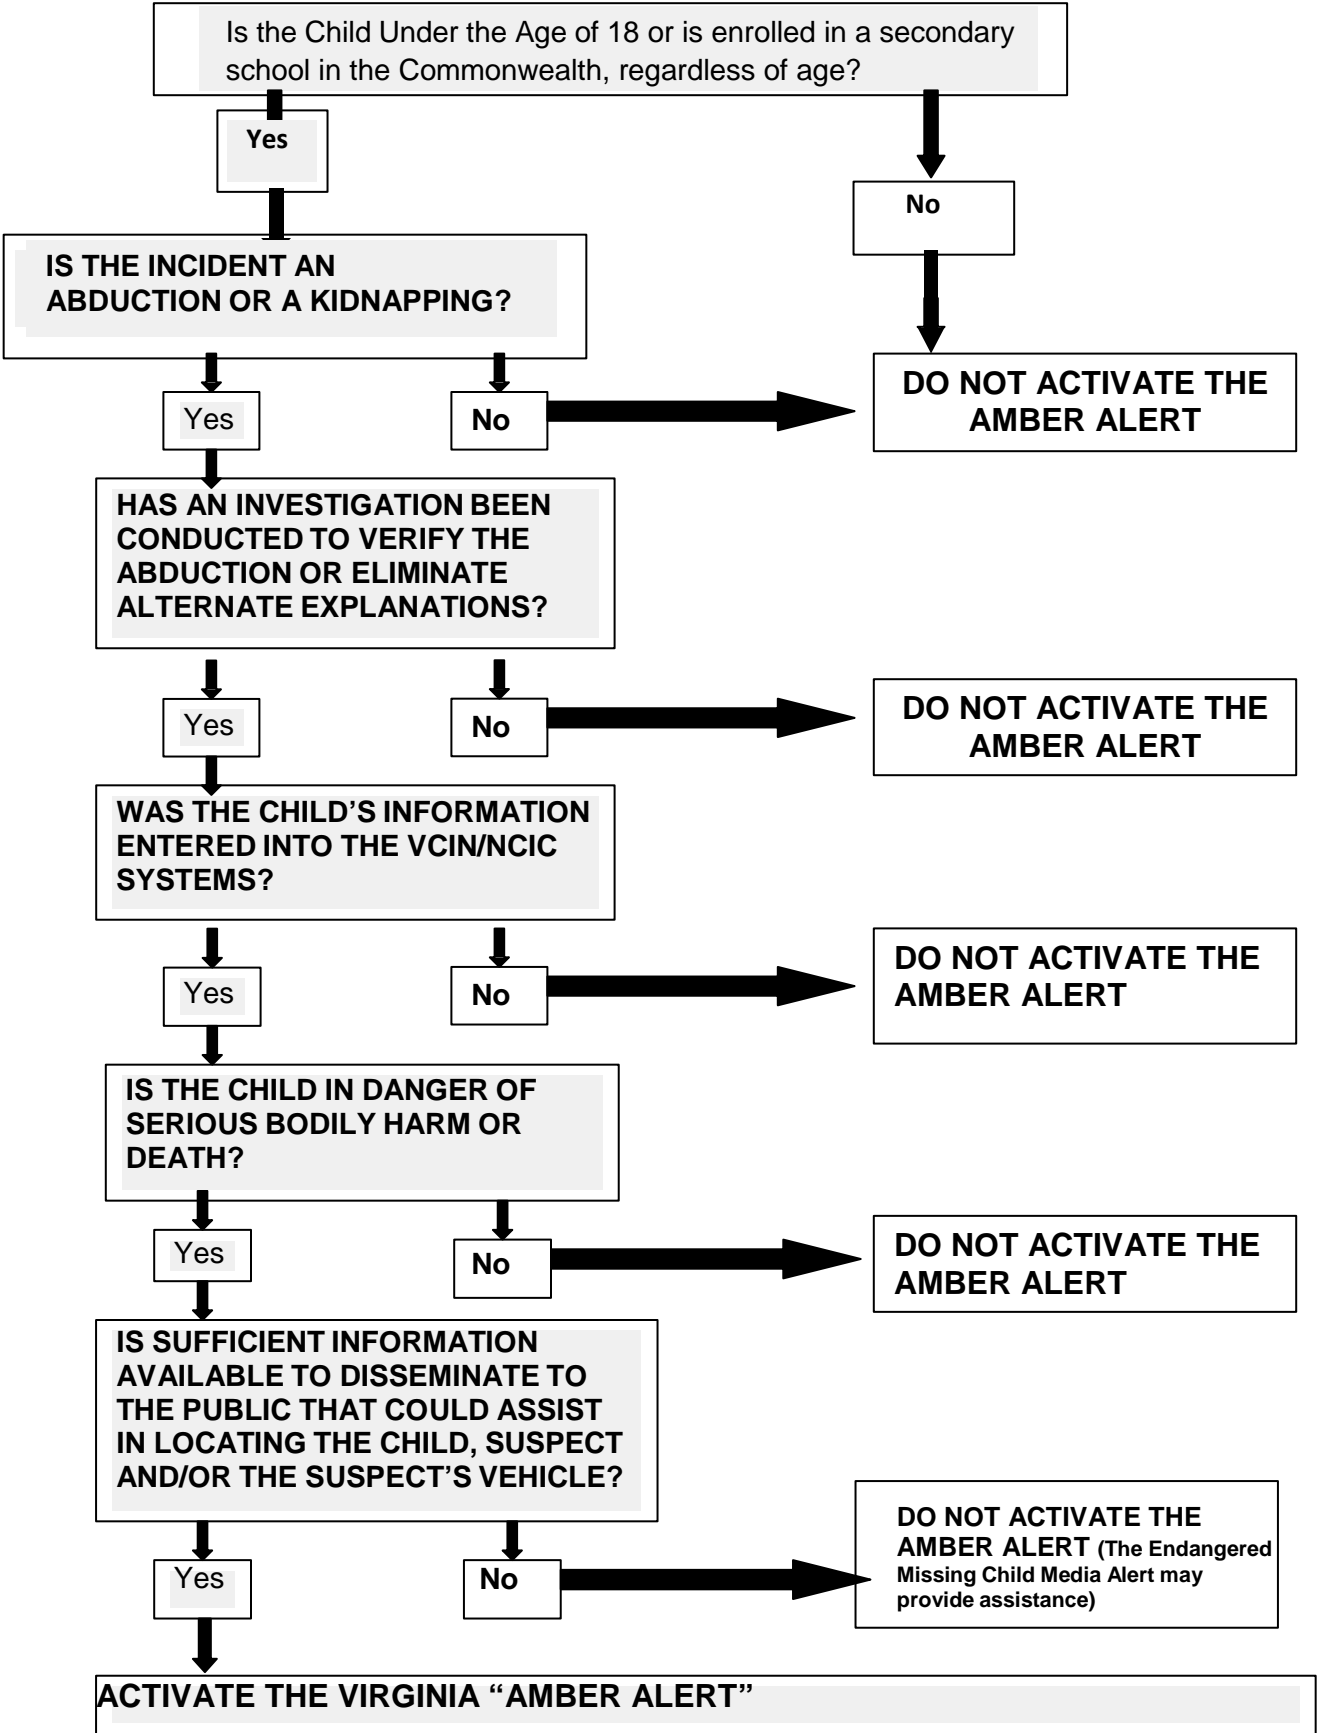 Is the Child Under the Age of 18 or is enrolled in a secondary
school in the Commonwealth, regardless of age?
Yes
No
IS THE INCIDENT AN
ABDUCTION OR A KIDNAPPING?
DO NOT ACTIVATE THE
AMBER ALERT
Yes
No
HAS AN INVESTIGATION BEEN
CONDUCTED TO VERIFY THE
ABDUCTION OR ELIMINATE
ALTERNATE EXPLANATIONS?
Yes
No
DO NOT ACTIVATE THE
AMBER ALERT
WAS THE CHILD’S INFORMATION
ENTERED INTO THE VCIN/NCIC
SYSTEMS?
Yes
No
DO NOT ACTIVATE THE
AMBER ALERT
IS THE CHILD IN DANGER OF
SERIOUS BODILY HARM OR
DEATH?
Yes
No
DO NOT ACTIVATE THE
AMBER ALERT
IS SUFFICIENT INFORMATION
AVAILABLE TO DISSEMINATE TO
THE PUBLIC THAT COULD ASSIST
IN LOCATING THE CHILD, SUSPECT
AND/OR THE SUSPECT’S VEHICLE?
Yes
No
DO NOT ACTIVATE THE
AMBER ALERT (The Endangered
Missing Child Media Alert may
provide assistance)
ACTIVATE THE VIRGINIA “AMBER ALERT”